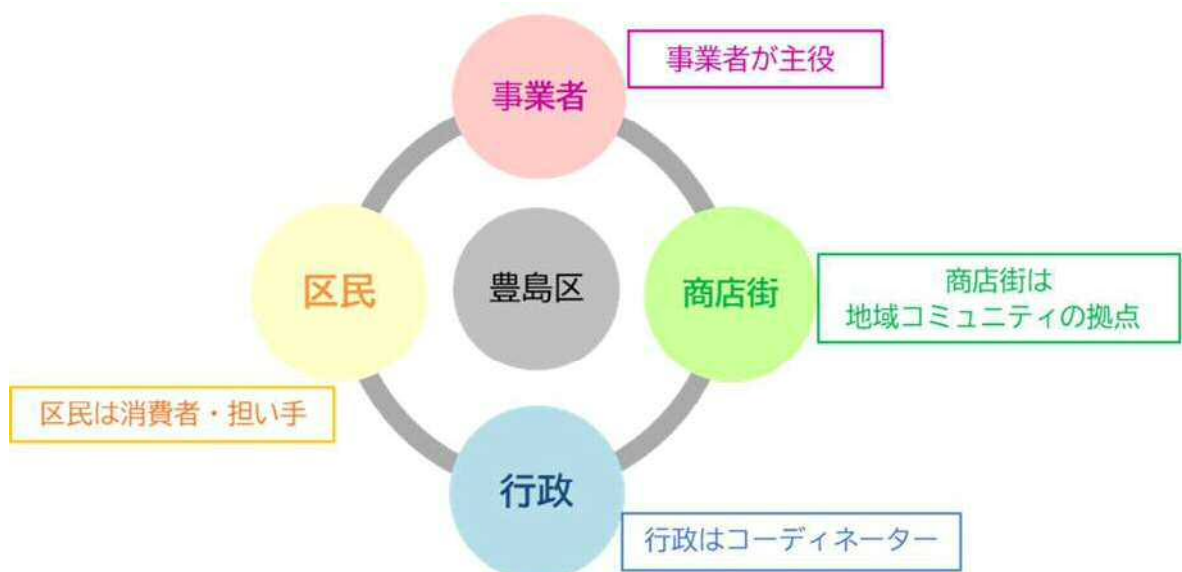 事業者
事業者が主役
区民
豊島区
商店街
商店街は
地域コミュニティの拠点
区民は消費者・担い手
行政
行政はコーディネーター